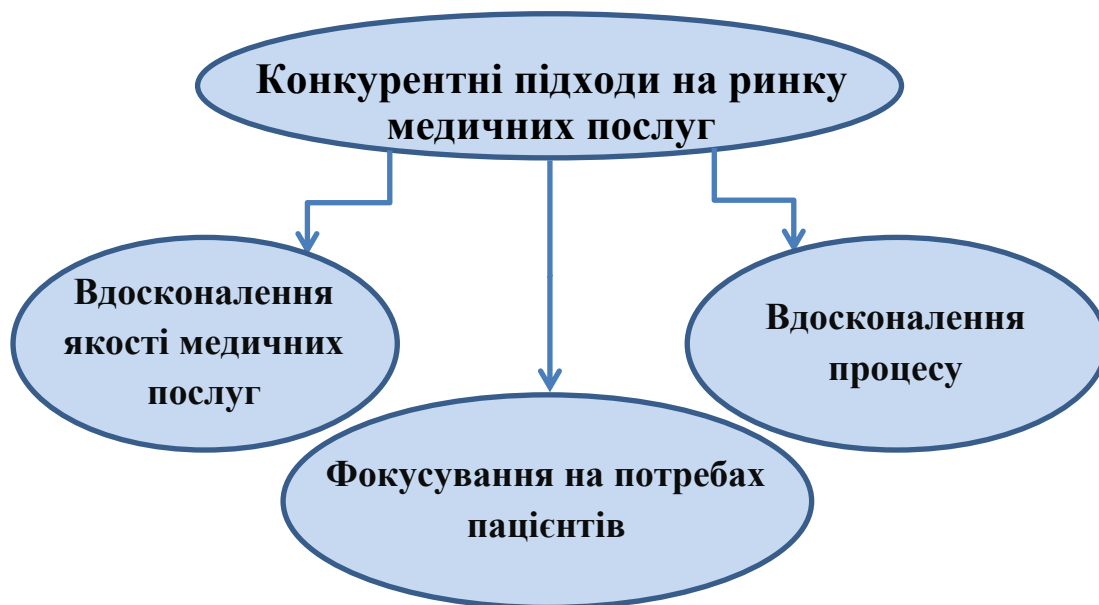 Конкурентні підходи на ринку
медичних послуг
Вдосконалення
якості медичних
послуг
Фокусування на потребах
пацієнтів
Вдосконалення
процесу